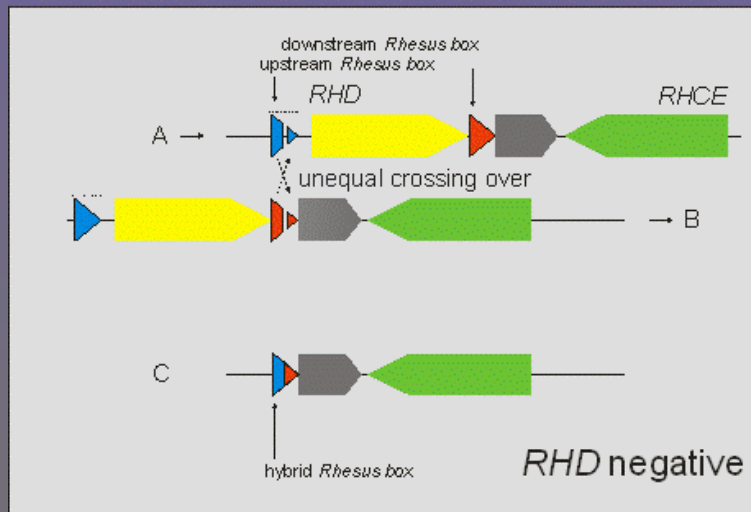 downstream Rhesus box
upstream Rhesus box
RHD
RHCE
A
unequal crossing over
B
C
hybrid Rhesus box
RHD negative